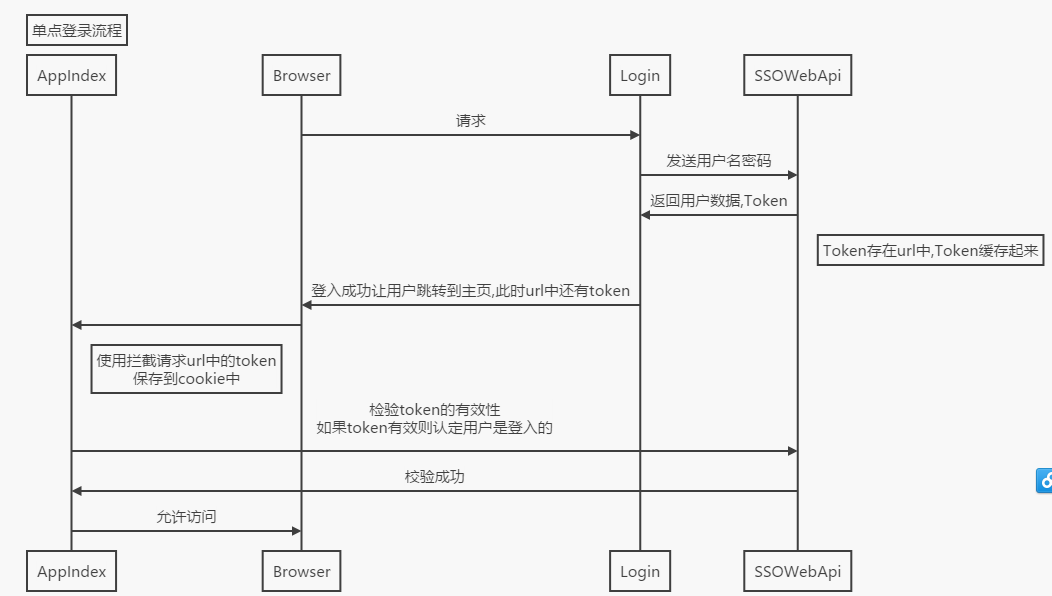 单点登录流程
AppIndex
Browser
Login
SSOWebApi
请求
发送用户名密码
返回用户数据,Token
Token存在url中,Token缓存起来
登入成功让用户跳转到主页,此时url中还有token
使用拦截请求url中的token
保存到cookie中
检验token的有效性
如果token有效则认定用户是登入的
校验成功
允许访问
AppIndex
Browser
Login
SSOWebApi